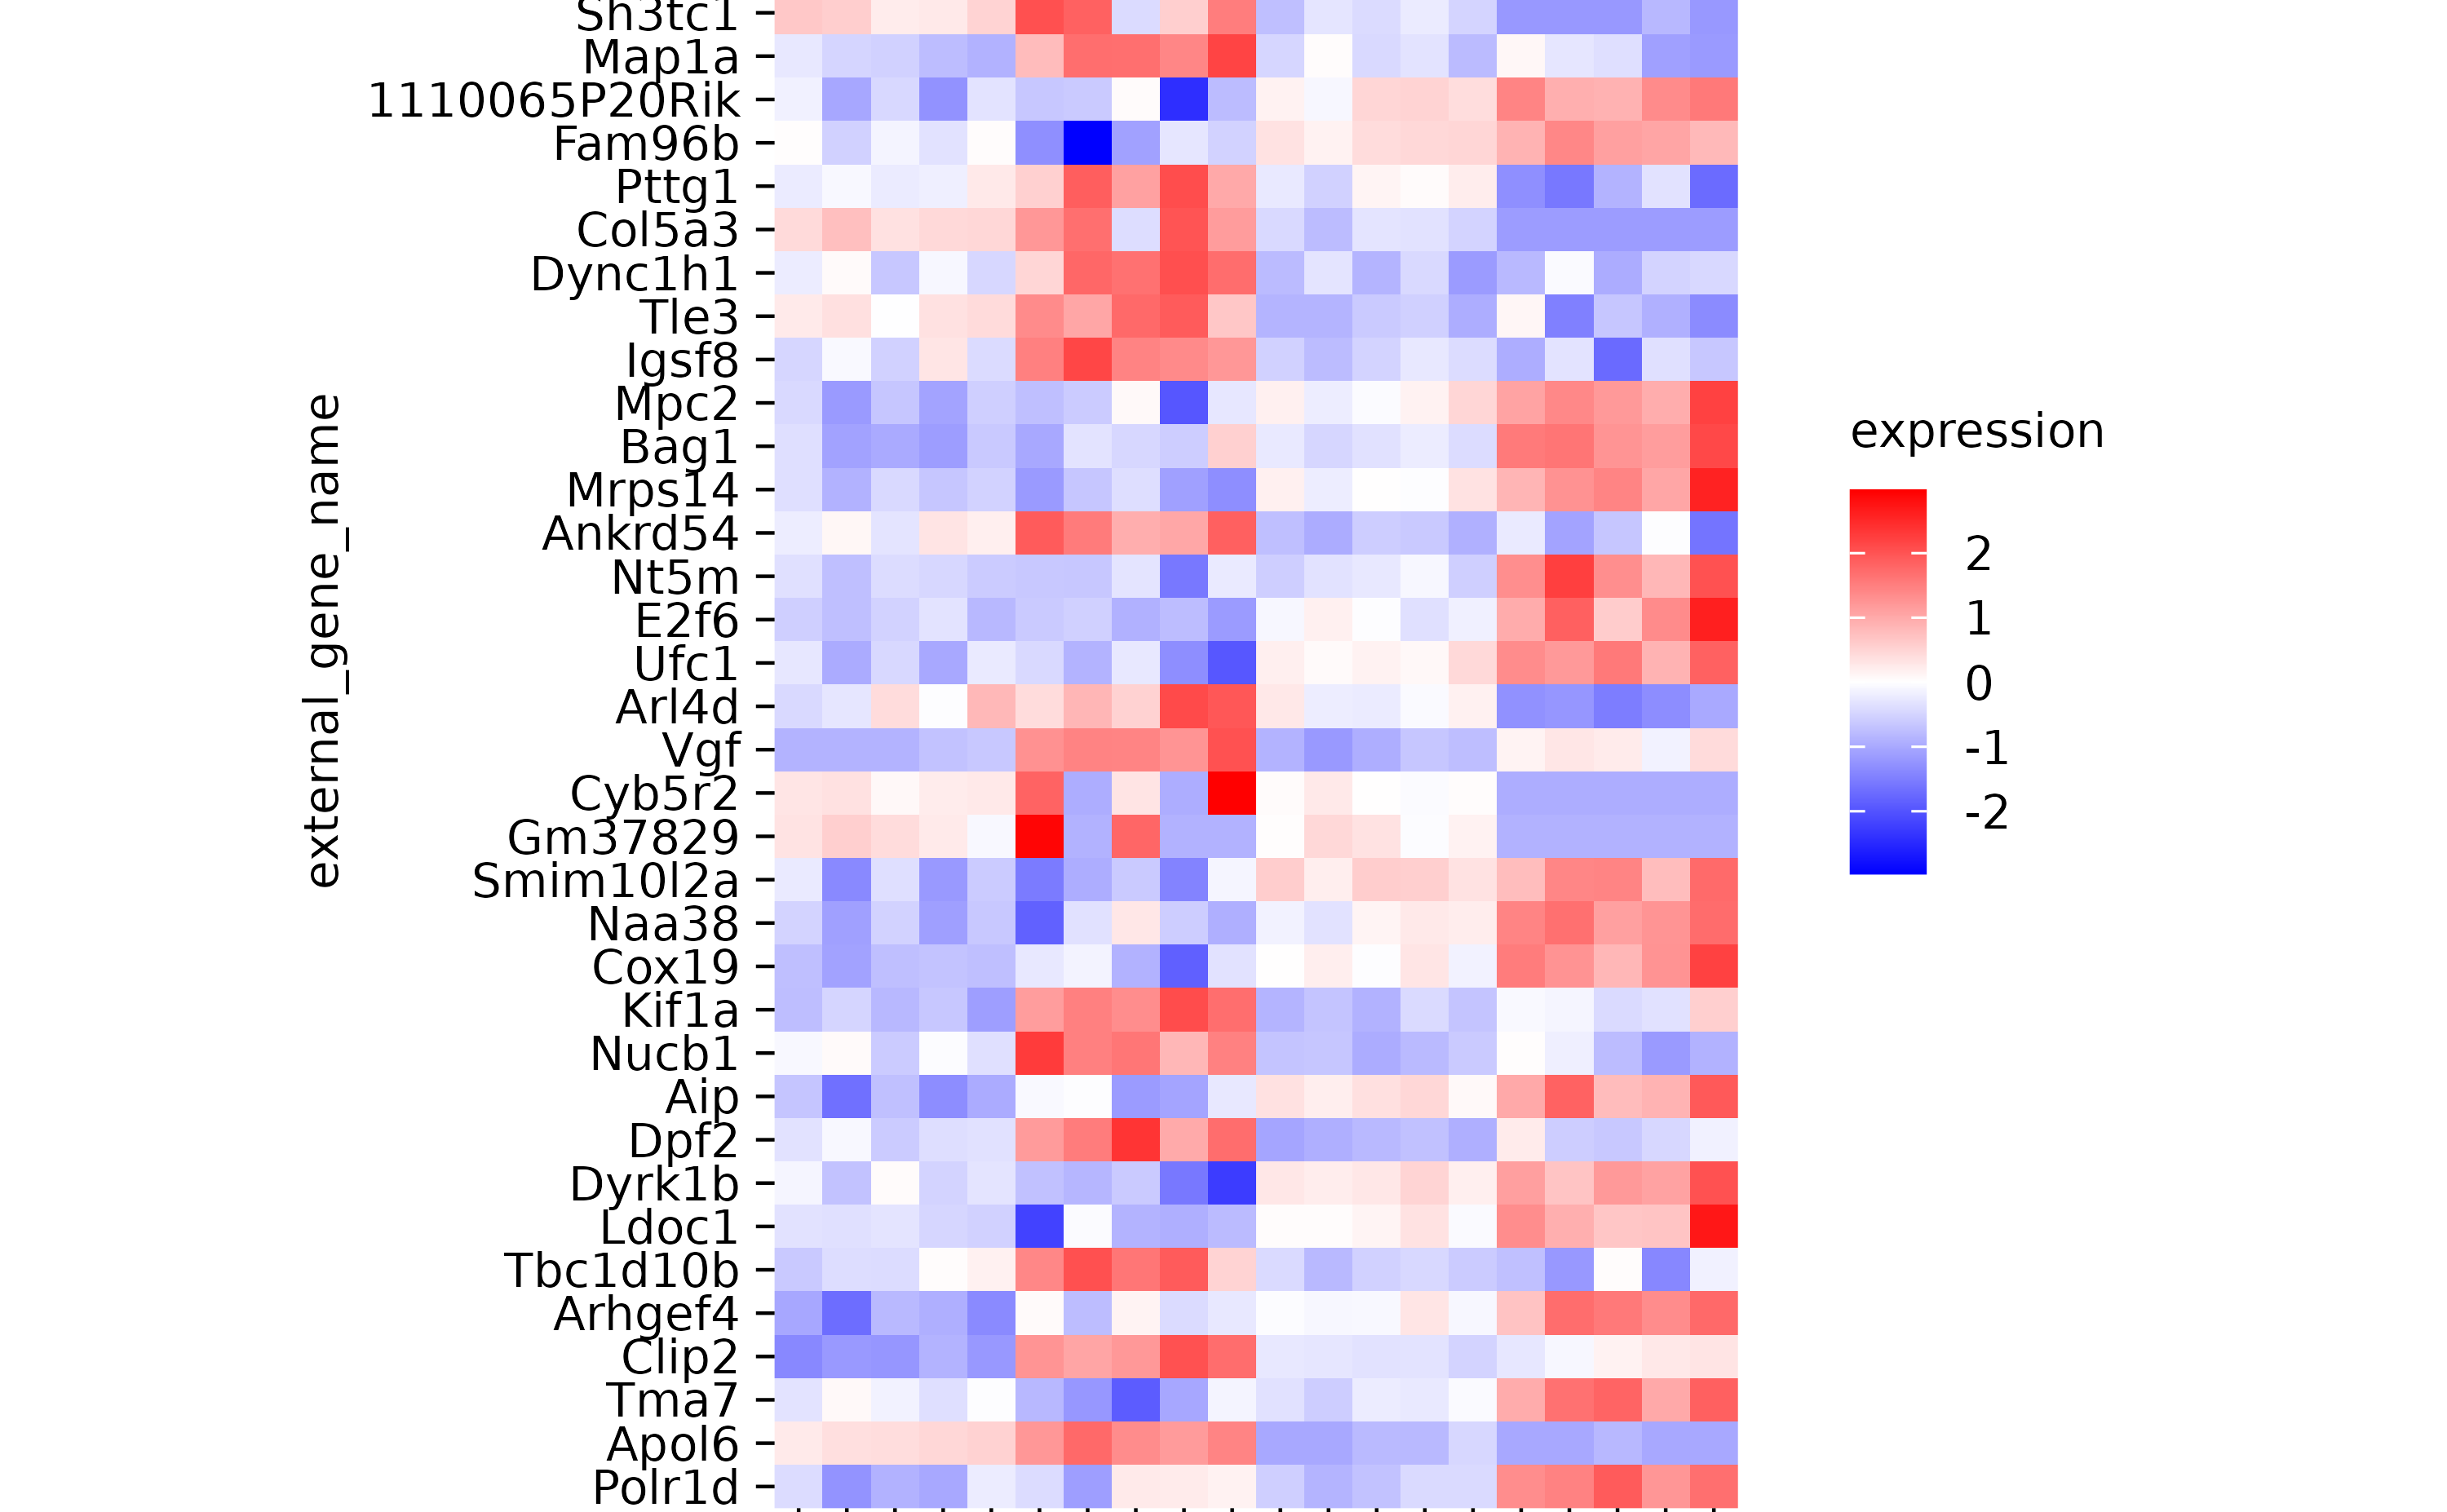 Sh3tc1
Map1a
1110065P20Rik
Fam96b
Pttg1
Col5a3
Dync1h1
Tle3
Igsf8
Mpc2
Bag1
Mrps14
Ankrd54
Nt5m
E2f6
Ufc1
Arl4d
Vgf
Cyb5r2
Gm37829
Smim10l2a
Naa38
Cox19
Kif1a
Nucb1
Aip
Dpf2
Dyrk1b
Ldoc1
Tbc1d10b
Arhgef4
Clip2
Tma7
Apol6
Polr1d
external_gene_name
expression
2
1
0
-1
-2